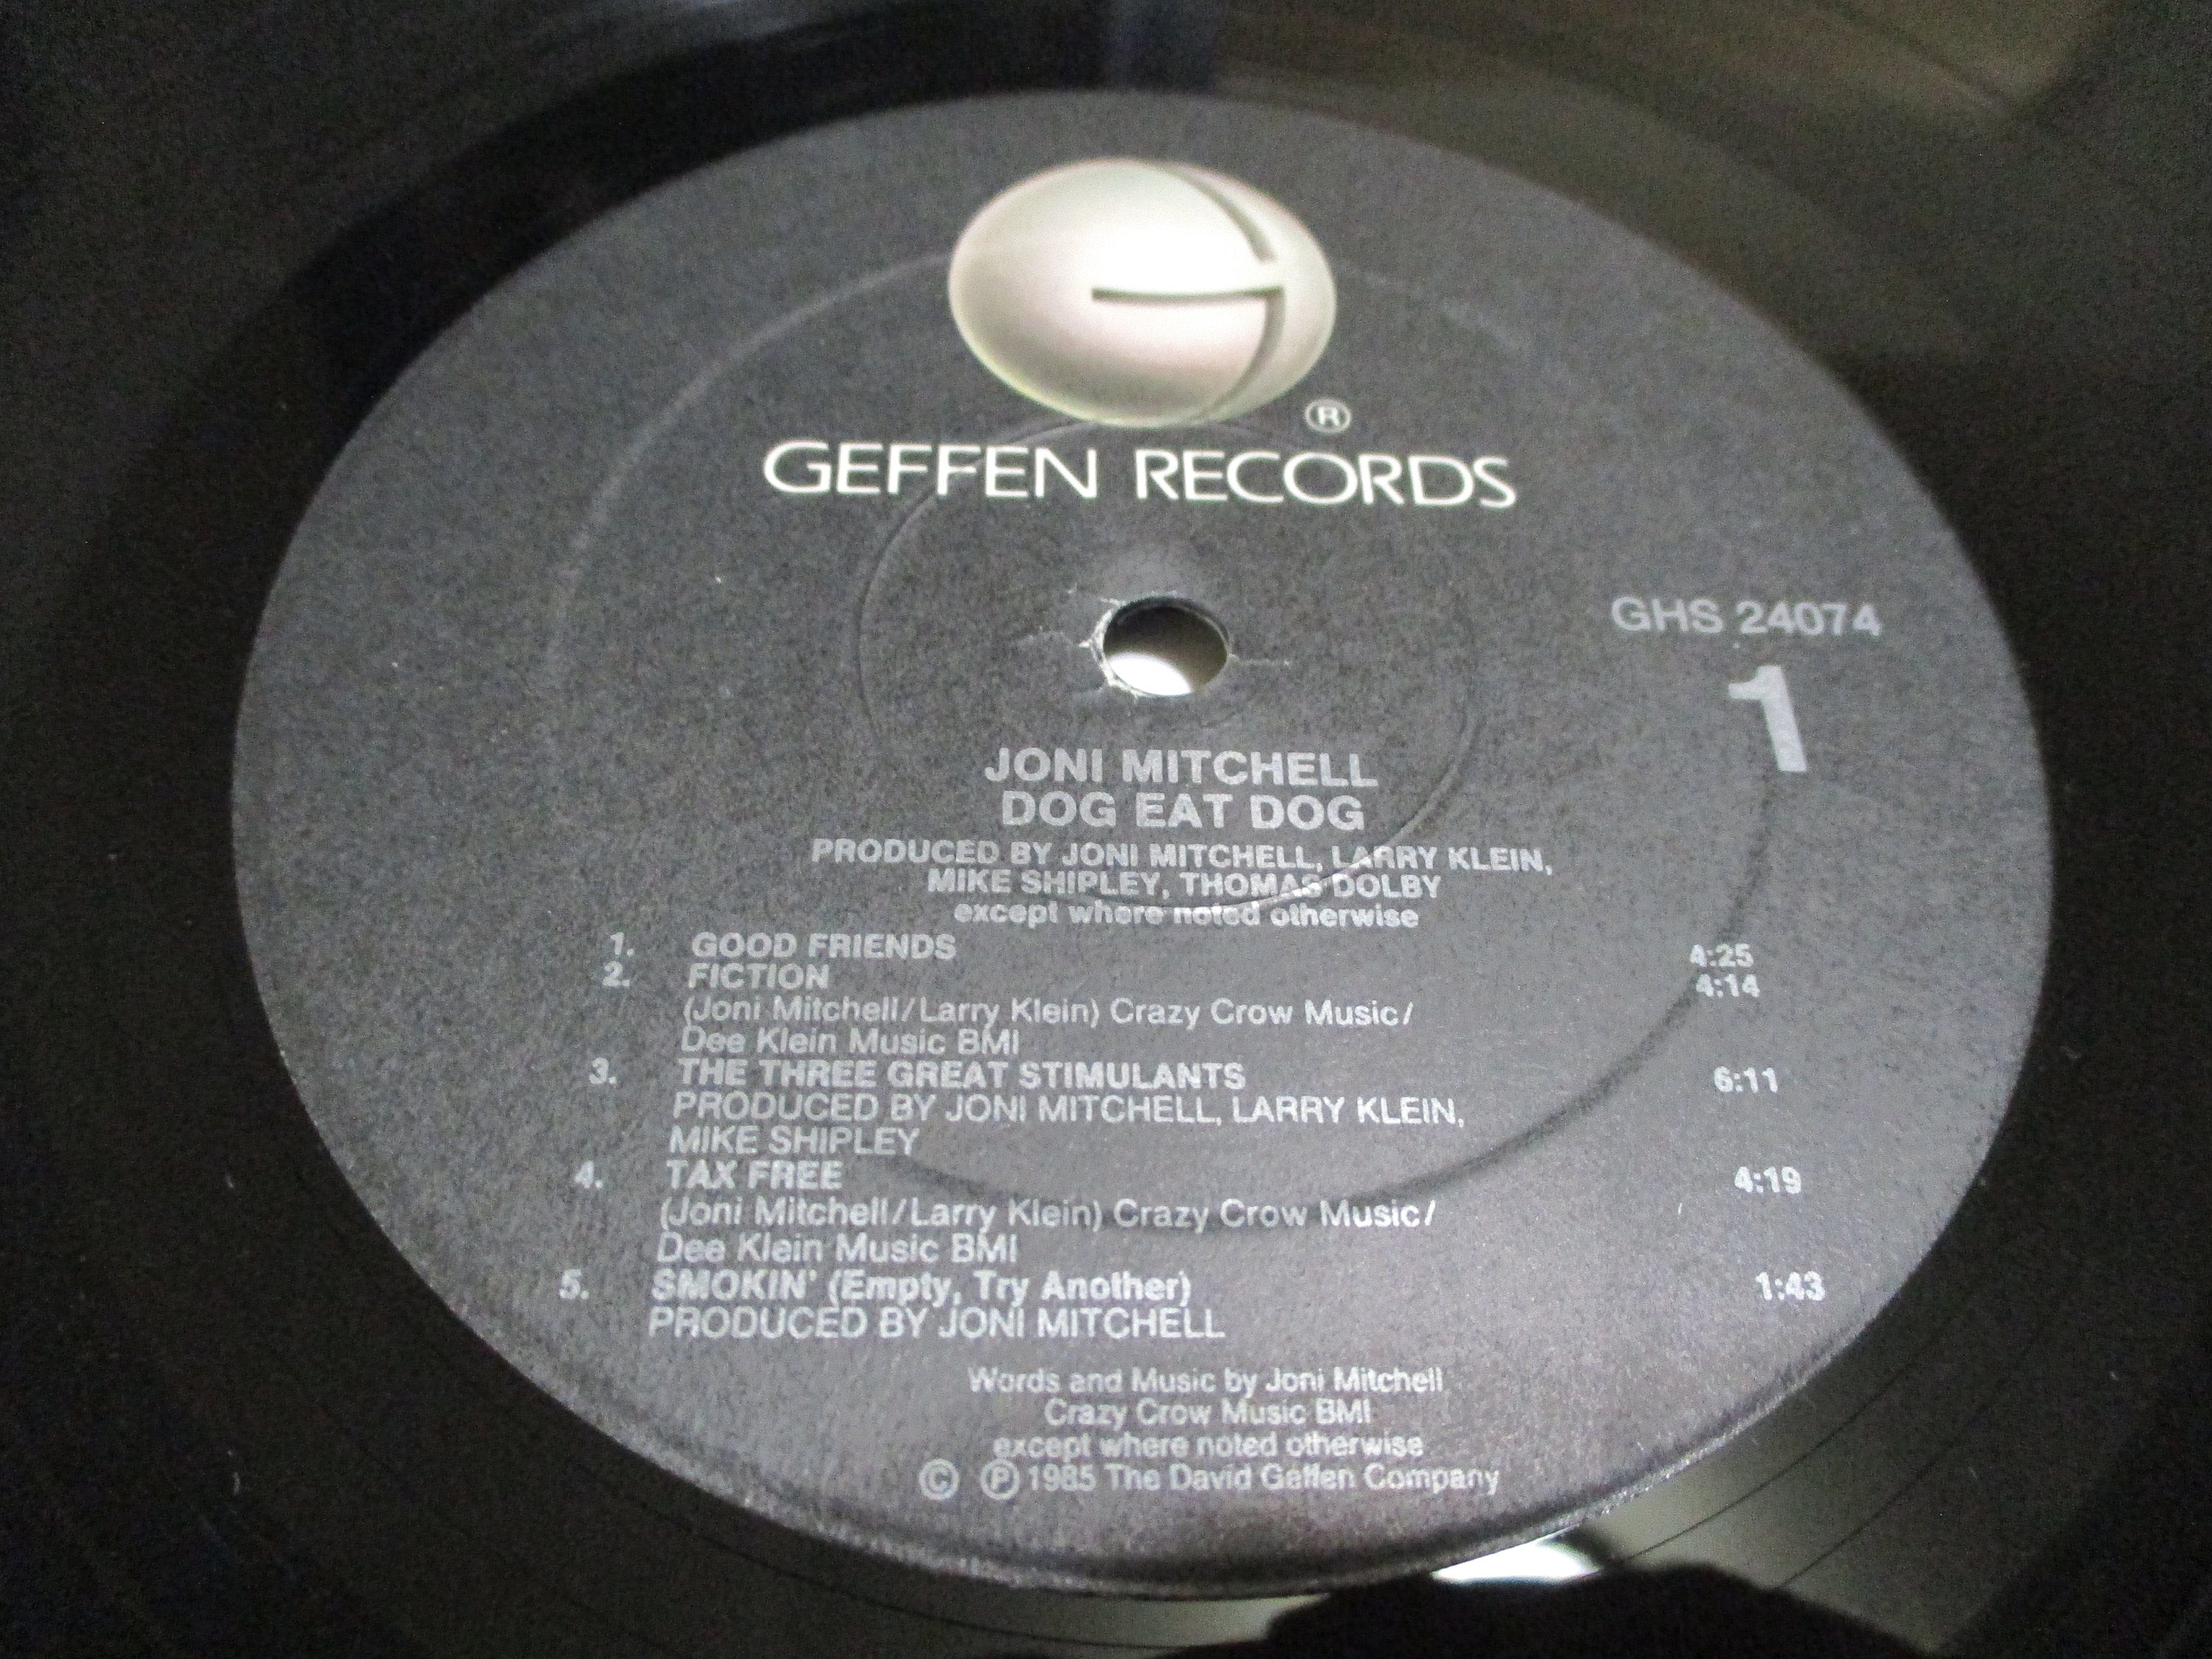 ®
GEFFEN RECORDS
GHS 24074
1
JONI MITCHELL
DOG EAT DOG
PRODUCED BY JONI MITCHELL, LARRY KLEIN,
MIKE SHIPLEY, THOMAS DOLBY
except where noted otherwise
1. GOOD FRIENDS 4:25
2. FICTION 4:14
(Joni Mitchell/Larry Klein) Crazy Crow Music/
Dee Klein Music BMI
3. THE THREE GREAT STIMULANTS 6:11
PRODUCED BY JONI MITCHELL, LARRY KLEIN,
MIKE SHIPLEY
4. TAX FREE 4:19
(Joni Mitchell/Larry Klein) Crazy Crow Music/
Dee Klein Music BMI
5. SMOKIN' (Empty, Try Another) 1:43
PRODUCED BY JONI MITCHELL
Words and Music by Joni Mitchell
Crazy Crow Music BMI
except where noted otherwise
© ℗ 1985 The David Geffen Company